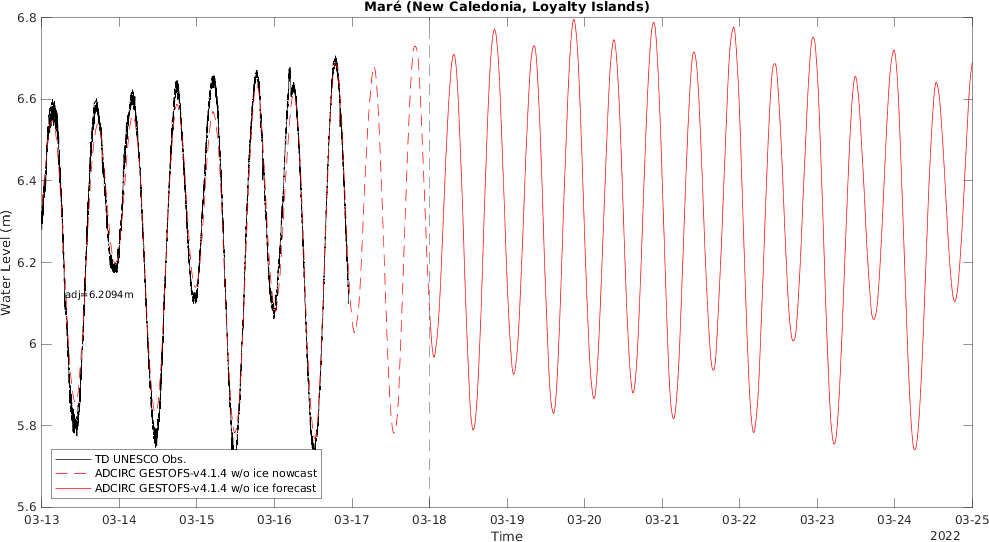 Maré (New Caledonia, Loyalty Islands)
6.8
6.6
6.4
6.2
6
5.8
5.6
Water Level (m)
adj=6.2094m
TD UNESCO Obs.
ADCIRC GESTOFS-v4.1.4 w/o ice nowcast
ADCIRC GESTOFS-v4.1.4 w/o ice forecast
03-13 03-14 03-15 03-16 03-17 03-18 03-19 03-20 03-21 03-22 03-23 03-24 03-25
Time
2022